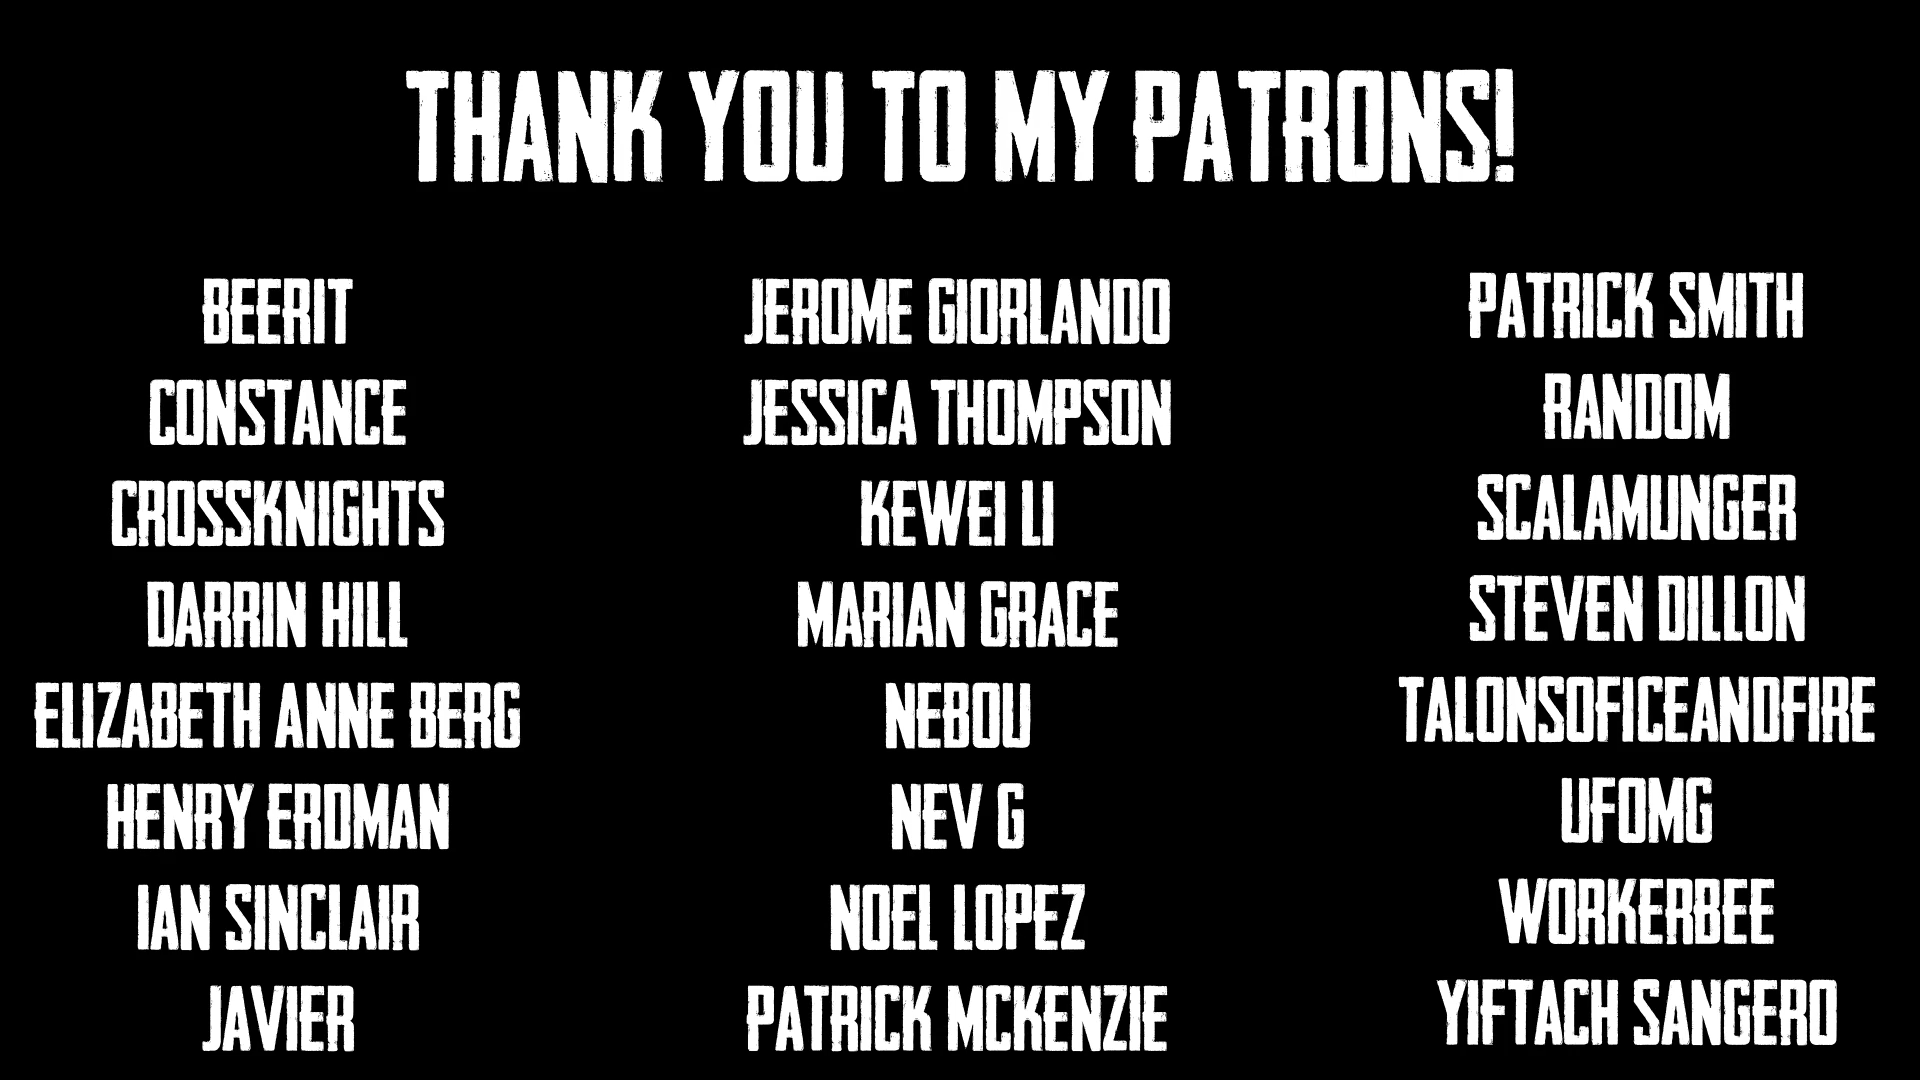 THANK YOU TO MY PATRONS!
BEERIT
CONSTANCE
CROSSKNIGHTS
DARRIN HILL
ELIZABETH ANNE BERG
HENRY ERDMAN
IAN SINCLAIR
JAVIER
JEROME GIORLANDO
JESSICA THOMPSON
KEWEI LI
MARIAN GRACE
NEBOU
NEV G
NOEL LOPEZ
PATRICK MCKENZIE
PATRICK SMITH
RANDOM
SCALAMUNGER
STEVEN DILLON
TALONSOFICEANDFIRE
UFOMG
WORKERBEE
YIFTACH SANGERO